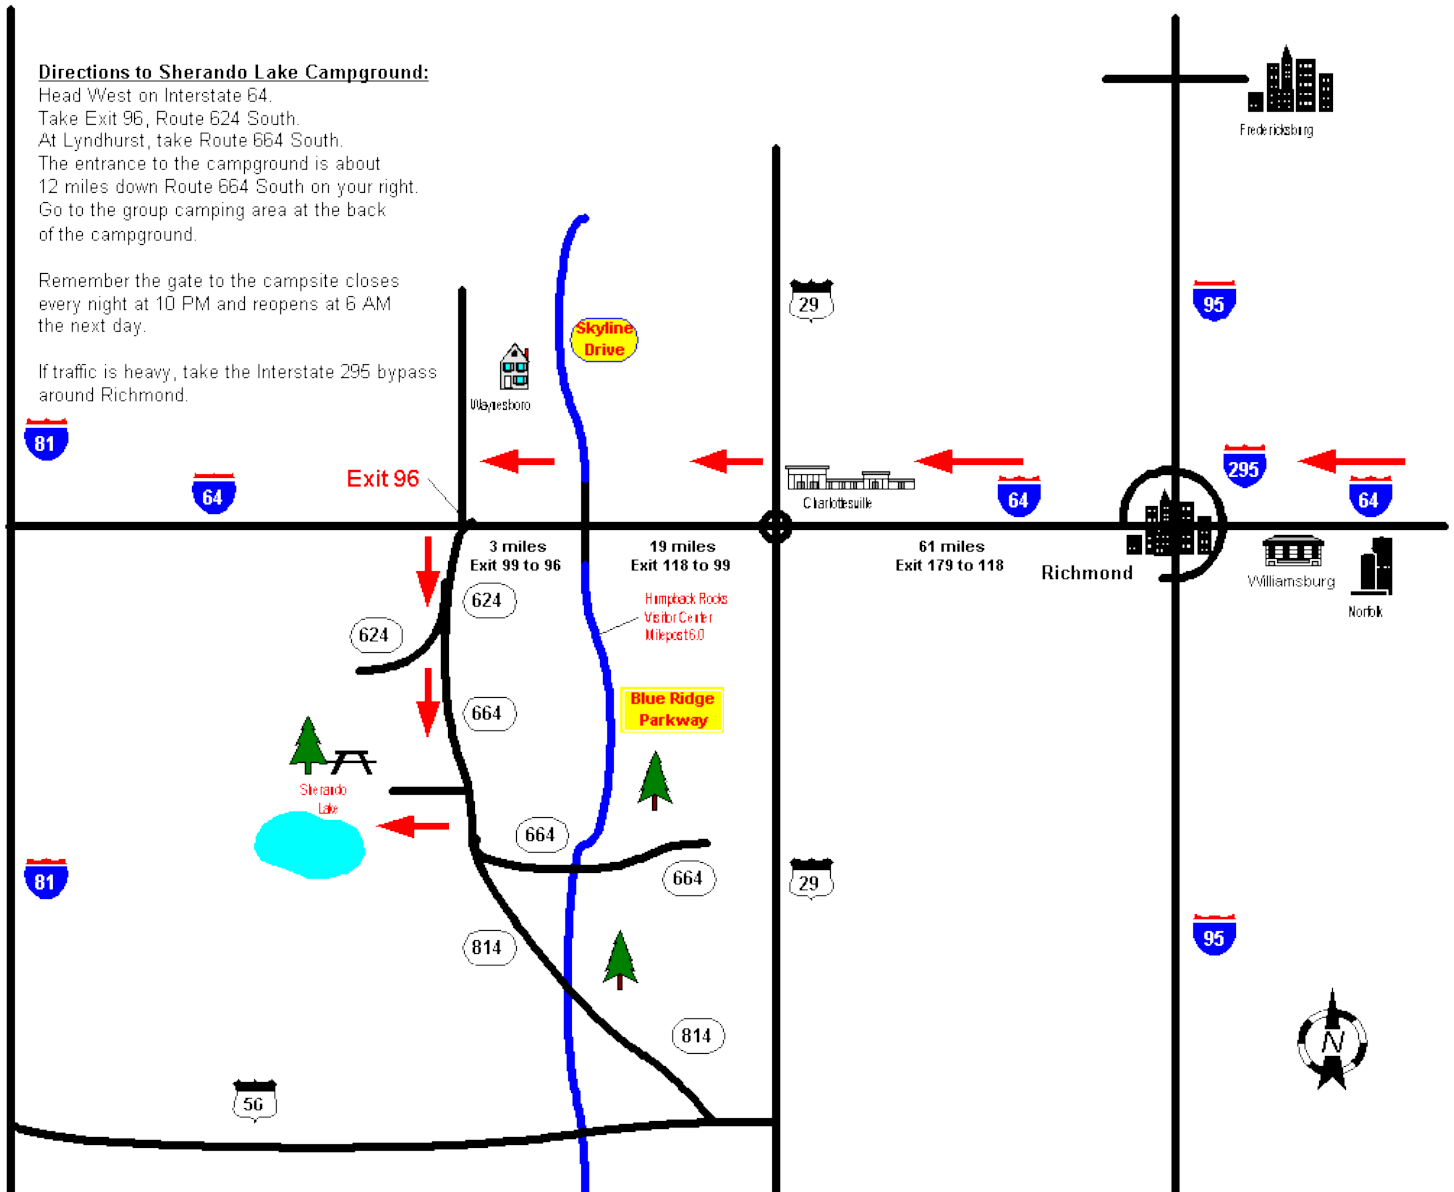 Directions to Sherando Lake Campground:
Head West on Interstate 64.
Take Exit 96, Route 624 South.
At Lyndhurst, take Route 664 South.
The entrance to the campground is about
12 miles down Route 664 South on your right.
Go to the group camping area at the back
of the campground.
Remember the gate to the campsite closes
every night at 10 PM and reopens at 6 AM
the next day.
If traffic is heavy, take the Interstate 295 bypass
around Richmond.
Fredericksburg
29
95
Skyline
Drive
Waynesboro
81
Exit 96
64
Charlottesville
64
295
64
3 miles
Exit 99 to 96
19 miles
Exit 118 to 99
61 miles
Exit 179 to 118
Richmond
Williamsburg
Norfolk
624
624
Humpback Rocks
Visitor Center
Milepost 6.0
664
Blue Ridge
Parkway
Sherando
Lake
664
664
81
29
95
814
814
56
N